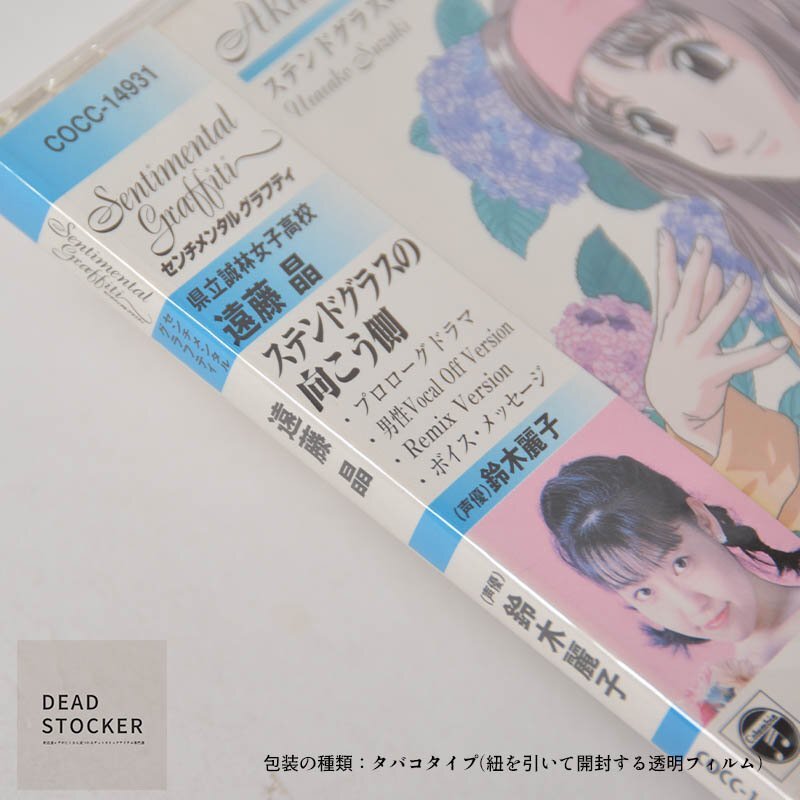 COCC-14931
Sentimental
Graffiti
センチメンタル グラフティ
県立誠林女子高校
遠藤 晶
ステンドグラスの
向こう側
・プロローグ ドラマ
・男性Vocal Off Version
・Remix Version
・ボイス・メッセージ
(声優)鈴木麗子
Sentimental
Graffiti
センチメンタル
グラフティ
遠藤 晶
(声優)
鈴木麗子
ステンドグラス
Suzuki
Columbia
DEAD
STOCKER
包装の種類:タバコタイプ(紐を引いて開封する透明フィルム)